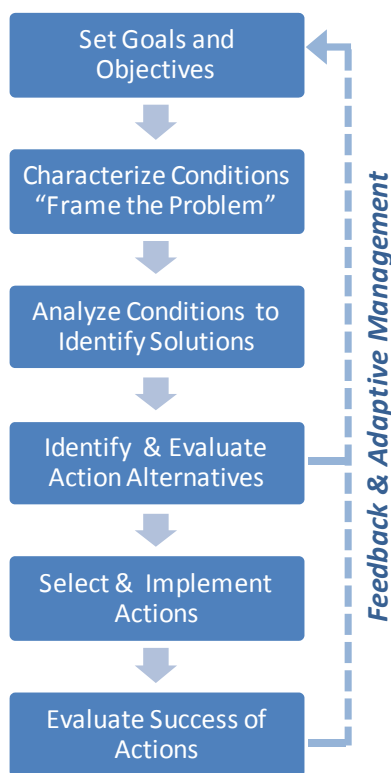 Set Goals and
Objectives
Characterize Conditions
“Frame the Problem”
Analyze Conditions to
Identify Solutions
Identify & Evaluate
Action Alternatives
Select & Implement
Actions
Evaluate Success of
Actions
Feedback & Adaptive Management